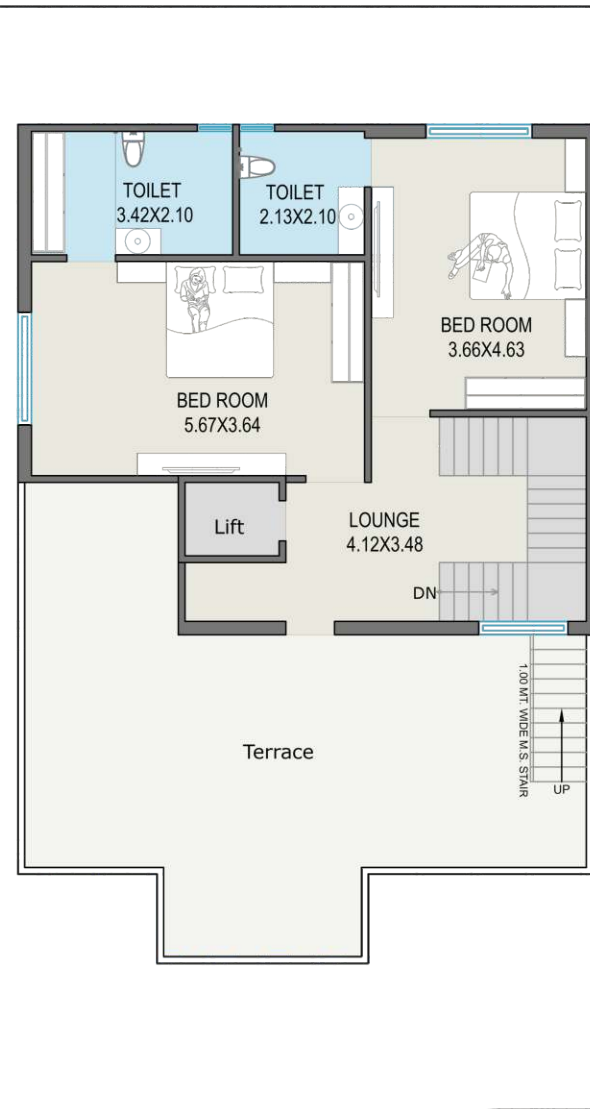 TOILET
3.42X2.10
TOILET
2.13X2.10
BED ROOM
3.66X4.63
BED ROOM
5.67X3.64
Lift
LOUNGE
4.12X3.48
DN
1.00 MT. WIDE M.S. STAIR
UP
Terrace